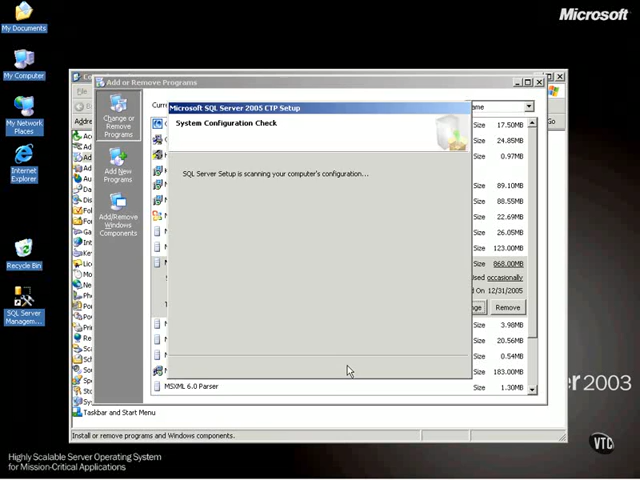 My Documents
My Computer
My Network
Places
Internet
Explorer
Recycle Bin
SQL Server
Managem...
Microsoft
Add or Remove Programs
Change or
Remove
Programs
Add New
Programs
Add/Remove
Windows
Components
Microsoft SQL Server 2005 CTP Setup
System Configuration Check
SQL Server Setup is scanning your computer's configuration...
Go
Size 17.50MB
Size 24.85MB
Size 0.97MB
Size 89.10MB
Size 88.55MB
Size 22.69MB
Size 26.05MB
Size 123.00MB
Size 868.00MB
occasionally
On 12/31/2005
Remove
Size 3.98MB
Size 20.56MB
Size 0.54MB
Size 183.00MB
MSXML 6.0 Parser
Size 1.30MB
Taskbar and Start Menu
Install or remove programs and Windows components.
2003
Highly Scalable Server Operating System
for Mission-Critical Applications
VTC